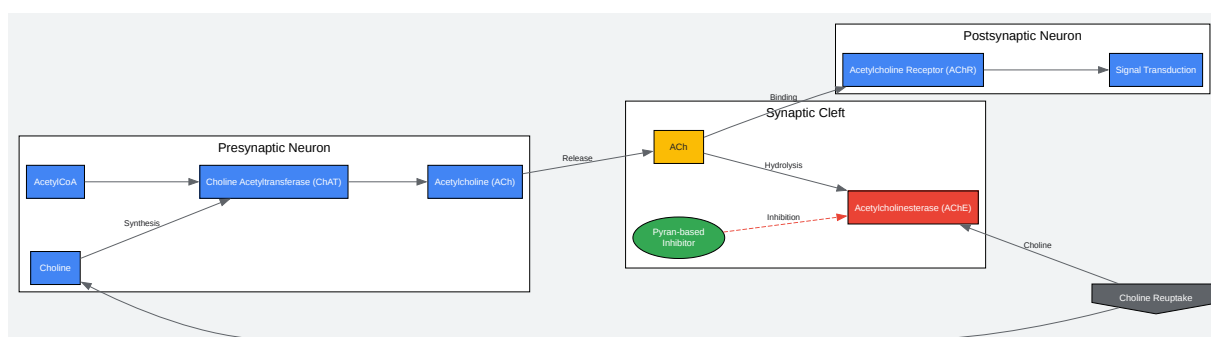 Postsynaptic Neuron
Acetylcholine Receptor (AChR)
Signal Transduction
Binding
Synaptic Cleft
ACh
Hydrolysis
Acetylcholinesterase (AChE)
Inhibition
Pyran-based
Inhibitor
Presynaptic Neuron
AcetylCoA
Choline Acetyltransferase (ChAT)
Acetylcholine (ACh)
Release
Synthesis
Choline
Choline
Choline Reuptake